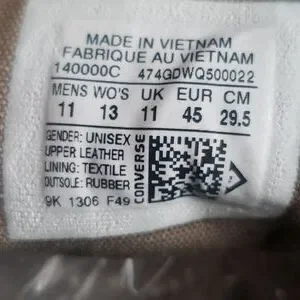 MADE IN VIETNAM
FABRIQUE AU VIETNAM
140000C 474GDWQ500022
MENS WO'S UK EUR CM
11 13 11 45 29.5
GENDER: UNISEX
UPPER LEATHER
LINING: TEXTILE
OUTSOLE: RUBBER
9K 1306 F49
CONVERSE